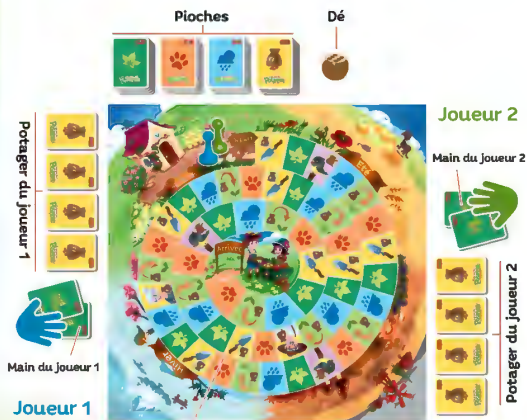 Pioches
Dé
Joueur 2
Potager du joueur 1
Main du joueur 2
Arrivée
Potager du joueur 2
Main du joueur 1
Joueur 1